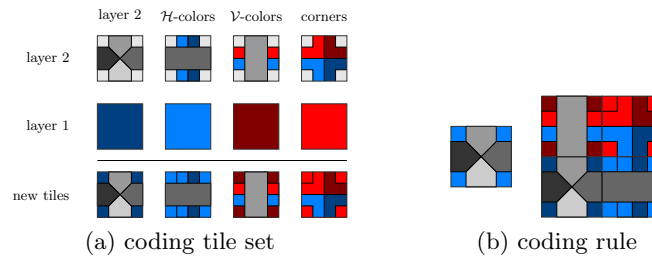 layer 2 𝓗-colors 𝓥-colors corners
layer 2
layer 1
new tiles
(a) coding tile set
(b) coding rule